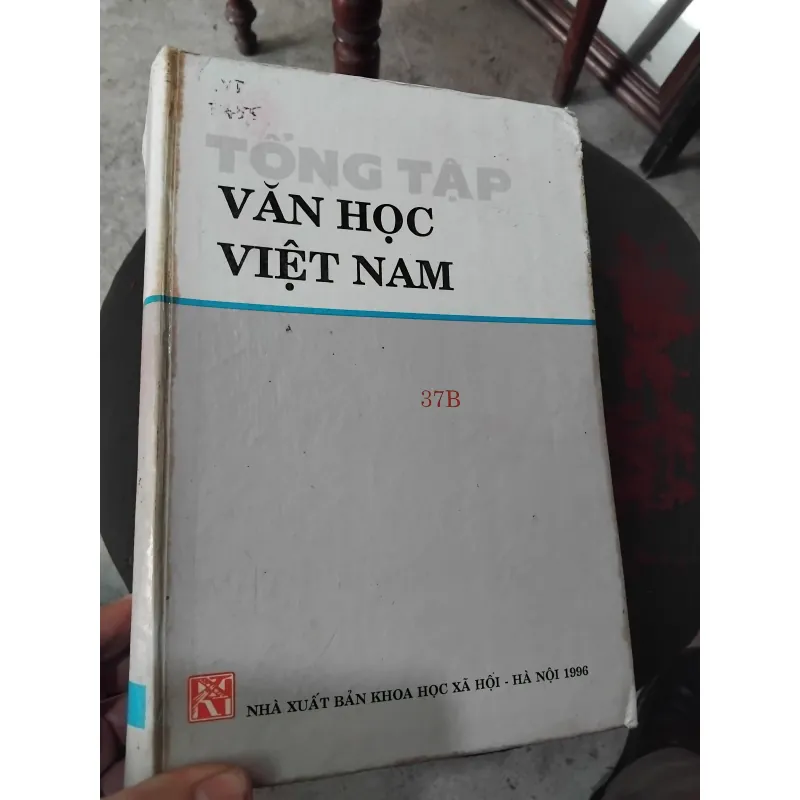 TỔNG TẬP
VĂN HỌC
VIỆT NAM
37B
NHÀ XUẤT BẢN KHOA HỌC XÃ HỘI - HÀ NỘI 1996